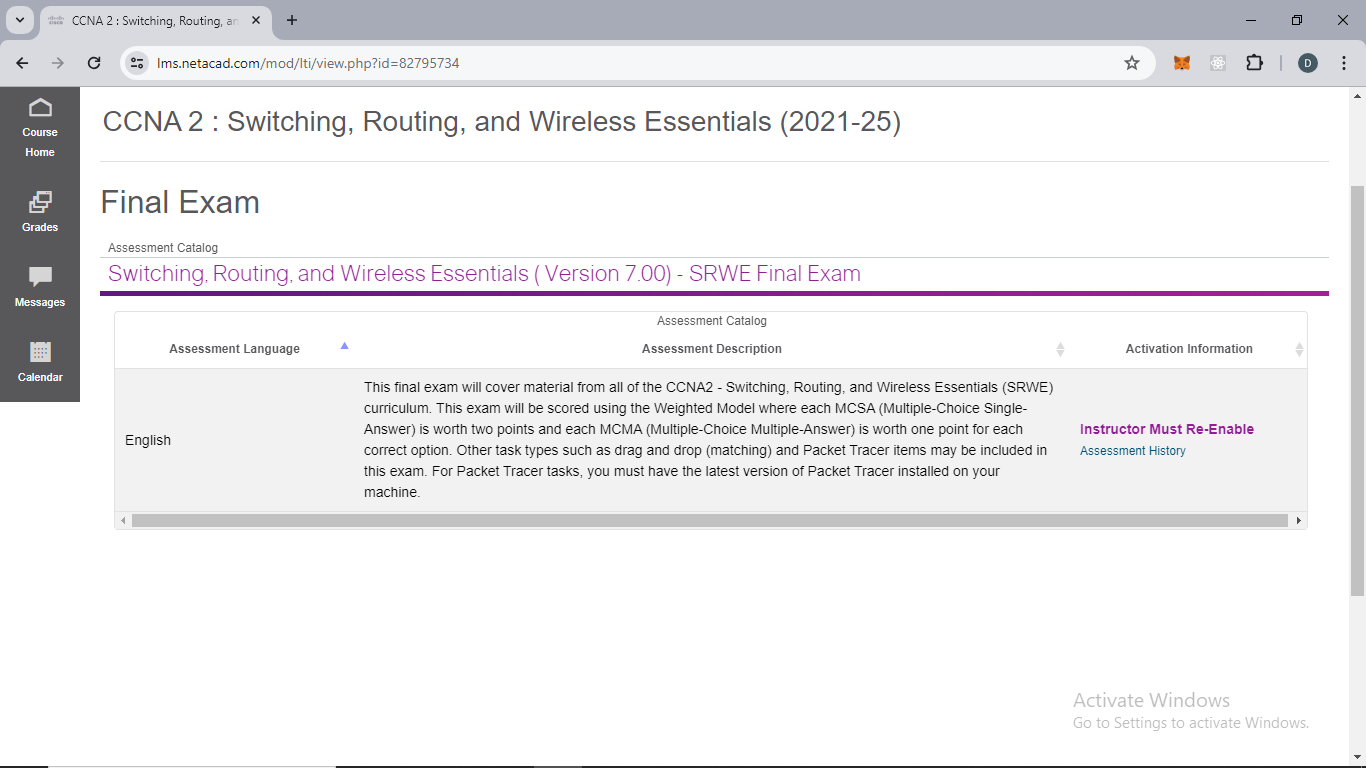 CCNA 2 : Switching, Routing, an
lms.netacad.com/mod/lti/view.php?id=82795734
D
Course
Home
Grades
Messages
Calendar
CCNA 2 : Switching, Routing, and Wireless Essentials (2021-25)
Final Exam
Assessment Catalog
Switching, Routing, and Wireless Essentials ( Version 7.00) - SRWE Final Exam
Assessment Catalog
Assessment Language Assessment Description Activation Information
English
This final exam will cover material from all of the CCNA2 - Switching, Routing, and Wireless Essentials (SRWE)
curriculum. This exam will be scored using the Weighted Model where each MCSA (Multiple-Choice Single-
Answer) is worth two points and each MCMA (Multiple-Choice Multiple-Answer) is worth one point for each
correct option. Other task types such as drag and drop (matching) and Packet Tracer items may be included in
this exam. For Packet Tracer tasks, you must have the latest version of Packet Tracer installed on your
machine.
Instructor Must Re-Enable
Assessment History
Activate Windows
Go to Settings to activate Windows.